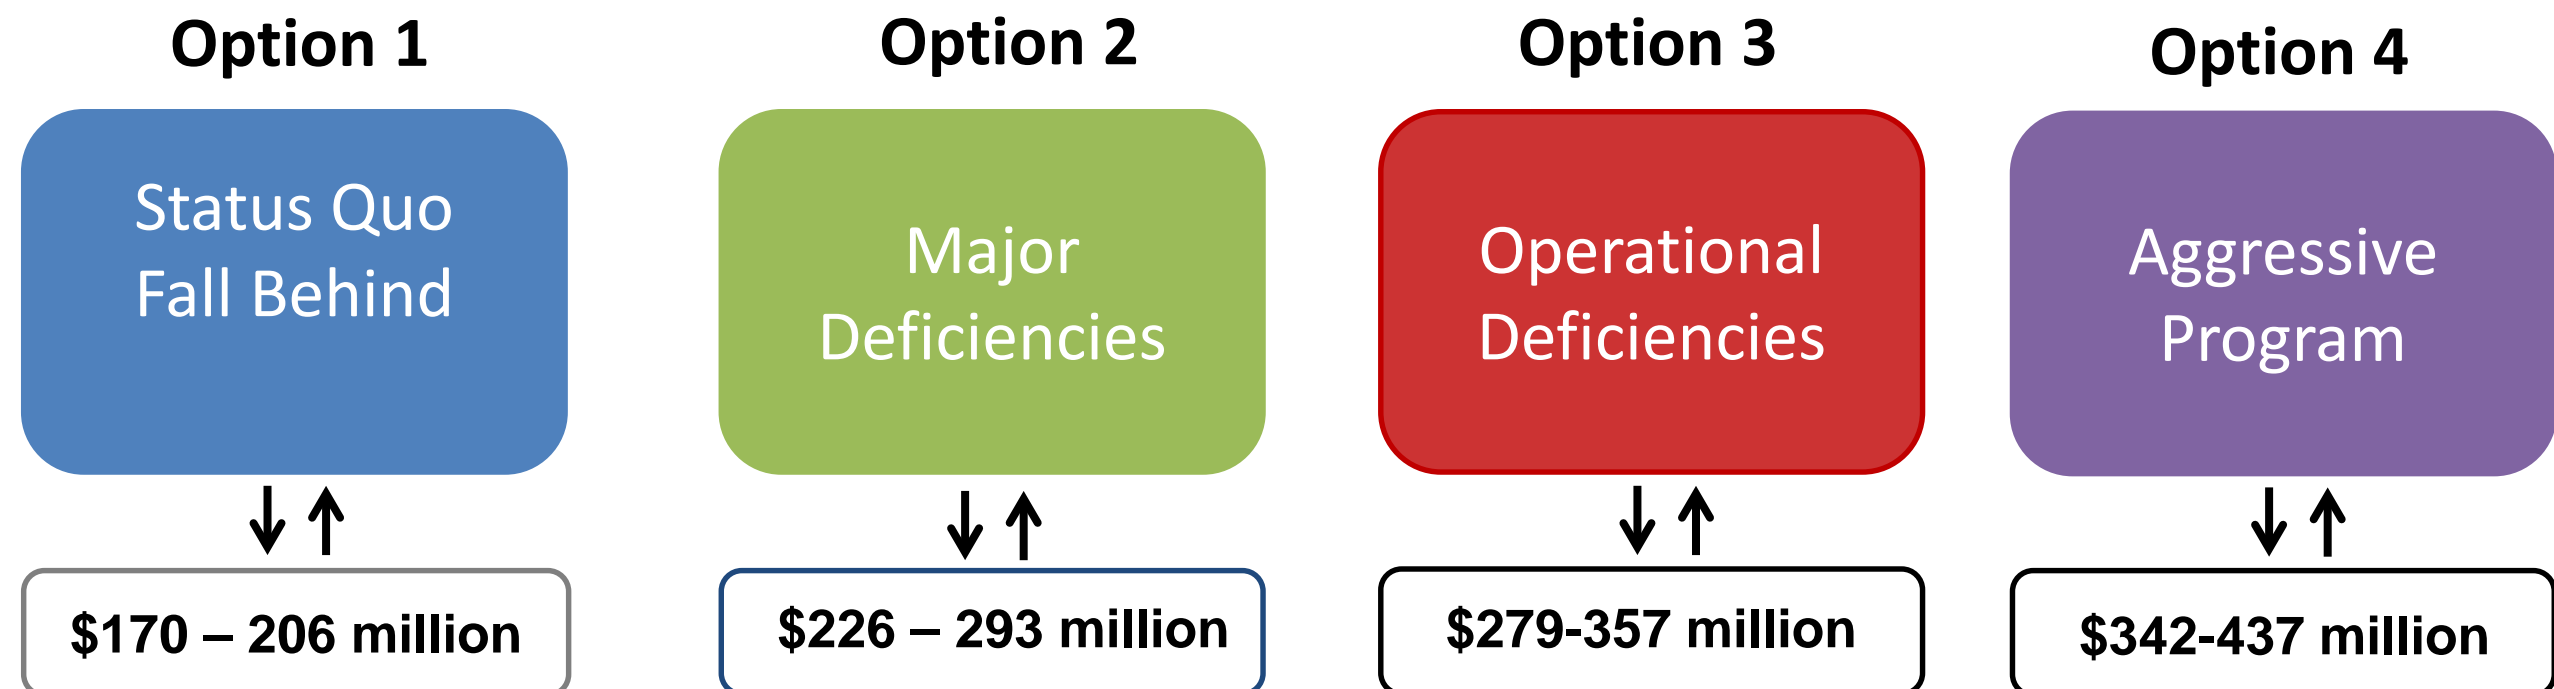 Option 1
Option 2
Option 3
Option 4
Status Quo
Fall Behind
Major
Deficiencies
Operational
Deficiencies
Aggressive
Program
$170 – 206 million
$226 – 293 million
$279-357 million
$342-437 million